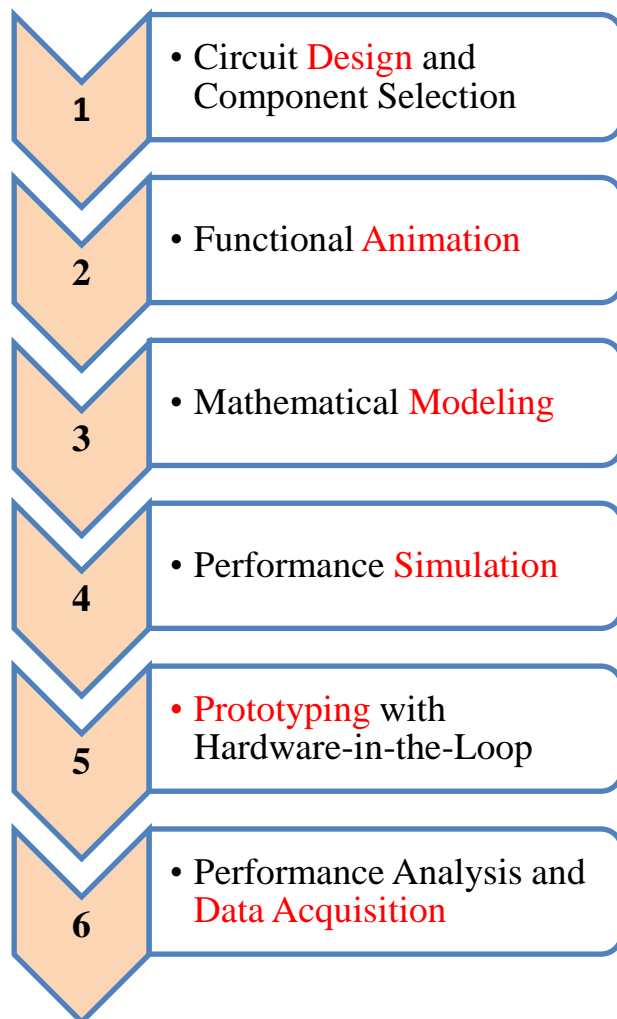 1
• Circuit Design and
Component Selection
2
• Functional Animation
3
• Mathematical Modeling
4
• Performance Simulation
5
• Prototyping with
Hardware-in-the-Loop
6
• Performance Analysis and
Data Acquisition